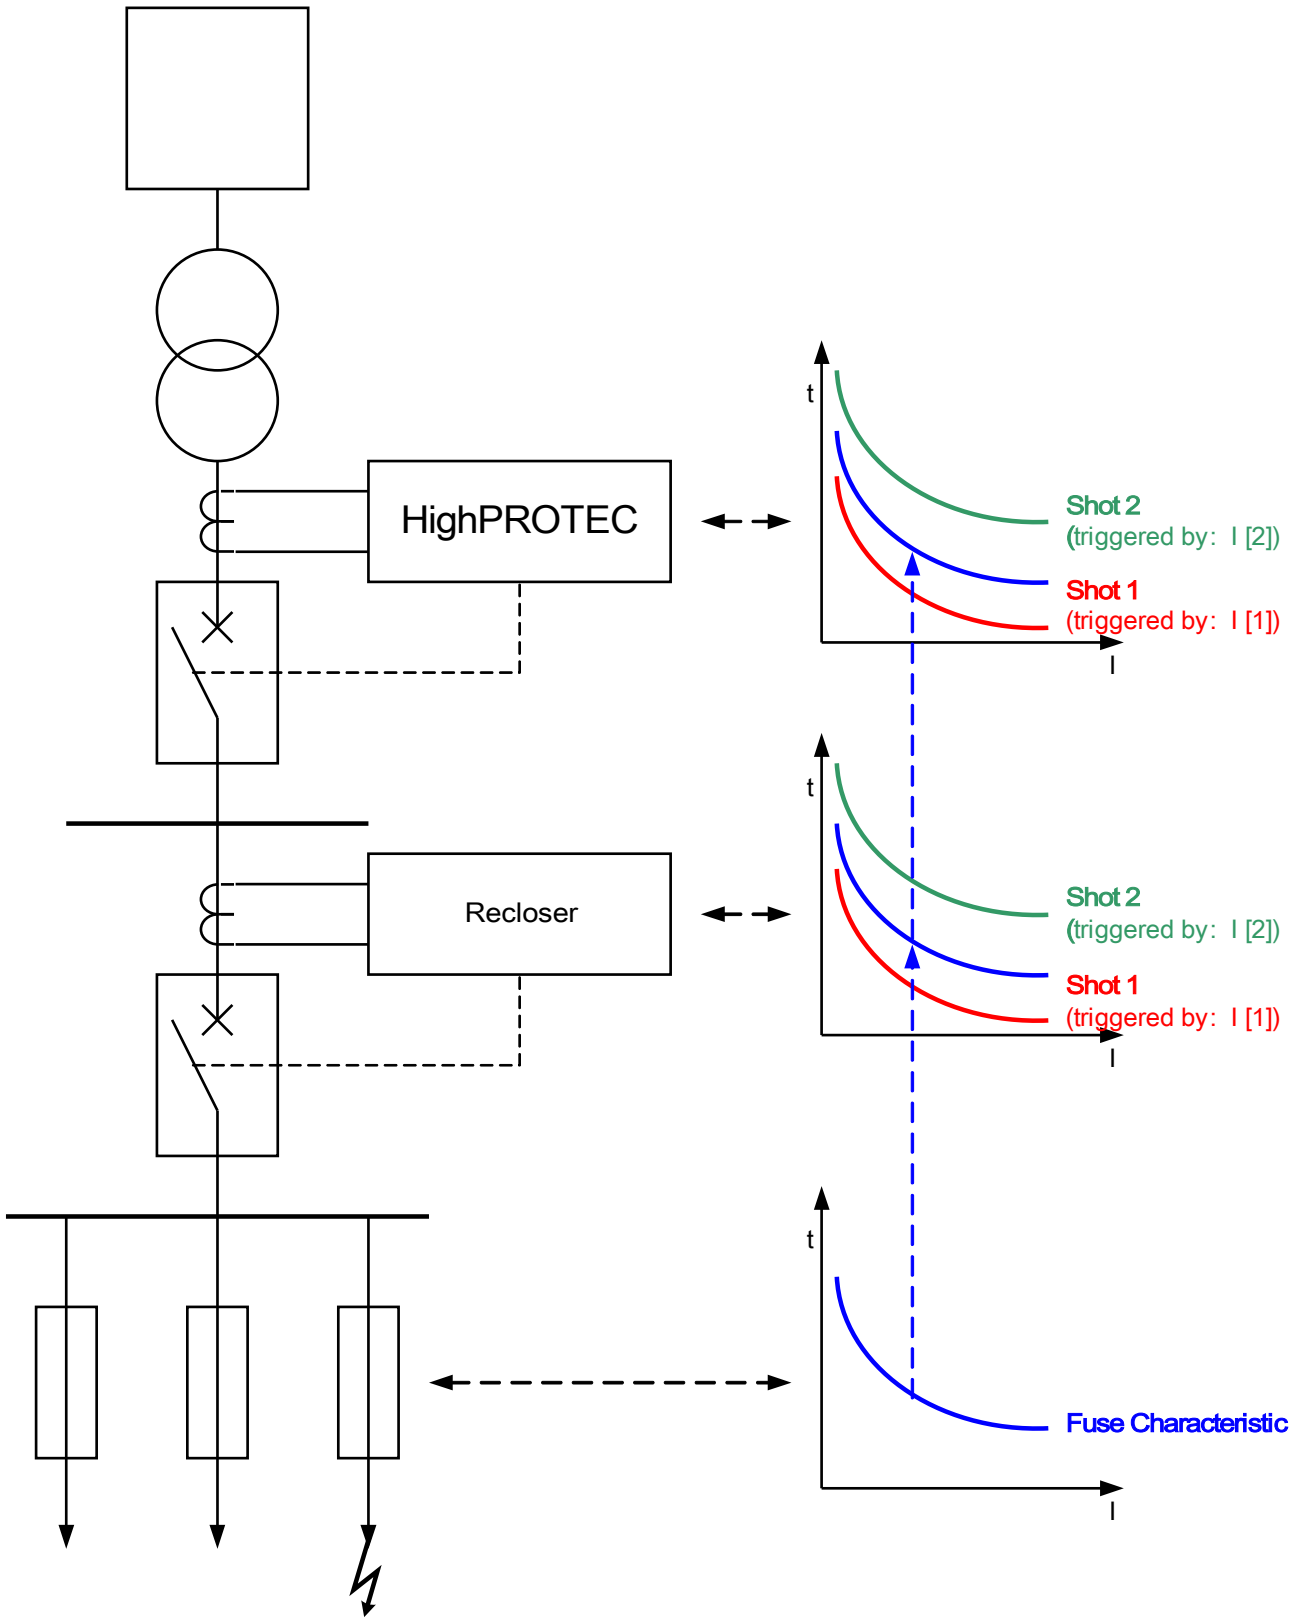 t
HighPROTEC
Shot 2
(triggered by: I [2])
Shot 1
(triggered by: I [1])
I
t
Recloser
Shot 2
(triggered by: I [2])
Shot 1
(triggered by: I [1])
I
t
Fuse Characteristic
I